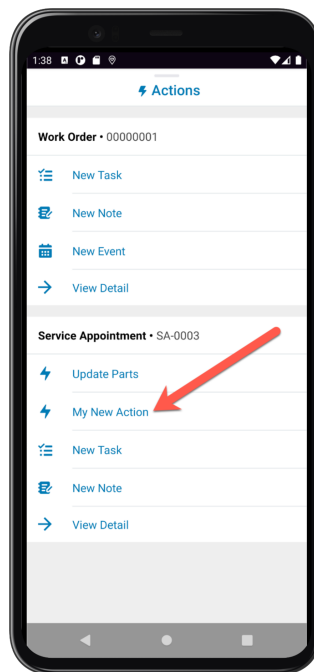 1:38
Actions
Work Order • 00000001
New Task
New Note
New Event
View Detail
Service Appointment • SA-0003
Update Parts
My New Action
New Task
New Note
View Detail